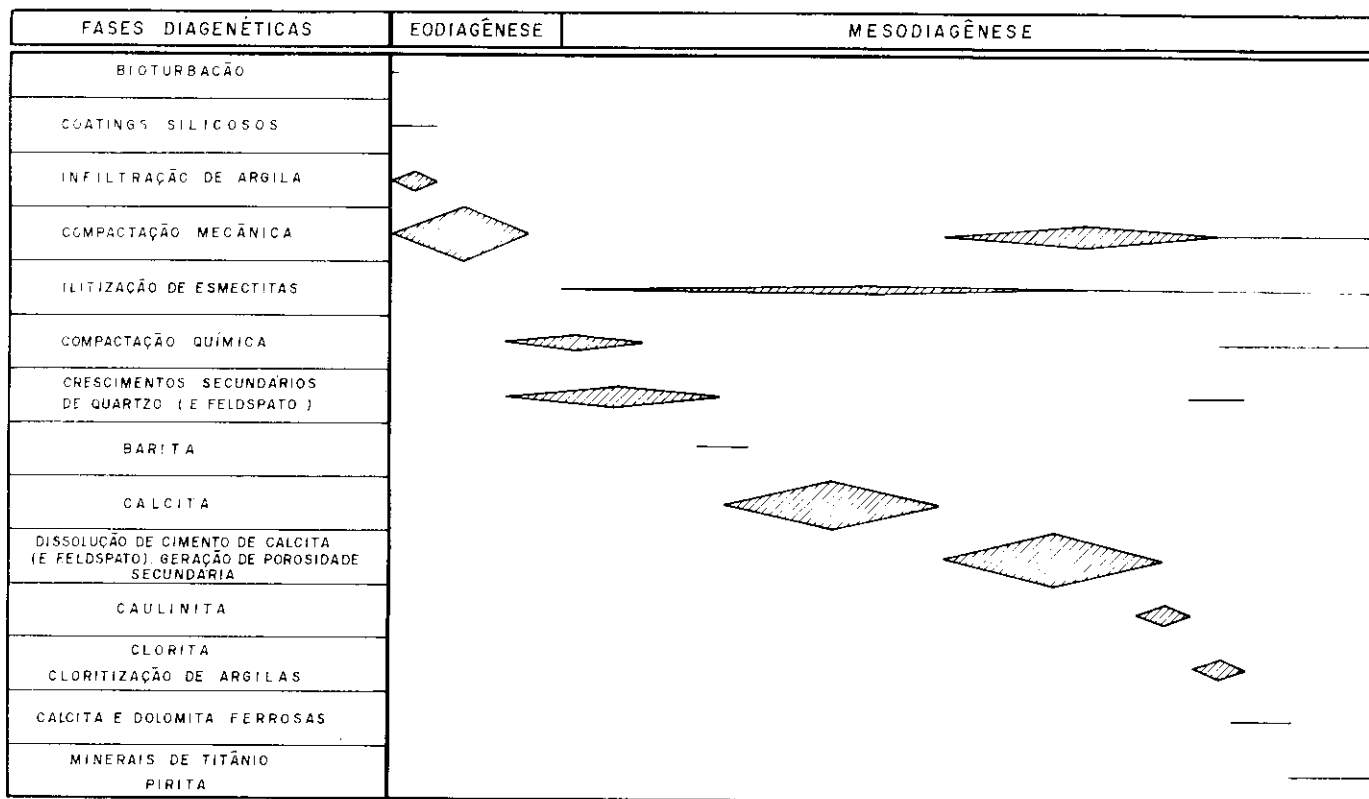 FASES DIAGENÉTICAS
EODIAGÊNESE
MESODIAGÊNESE
BIOTURBAÇÃO
COATINGS SILICOSOS
INFILTRAÇÃO DE ARGILA
COMPACTAÇÃO MECÂNICA
ILITIZAÇÃO DE ESMECTITAS
COMPACTAÇÃO QUÍMICA
CRESCIMENTOS SECUNDÁRIOS
DE QUARTZO (E FELDSPATO)
BARITA
CALCITA
DISSOLUÇÃO DE CIMENTO DE CALCITA
(E FELDSPATO). GERAÇÃO DE POROSIDADE
SECUNDÁRIA
CAULINITA
CLORITA
CLORITIZAÇÃO DE ARGILAS
CALCITA E DOLOMITA FERROSAS
MINERAIS DE TITÂNIO
PIRITA